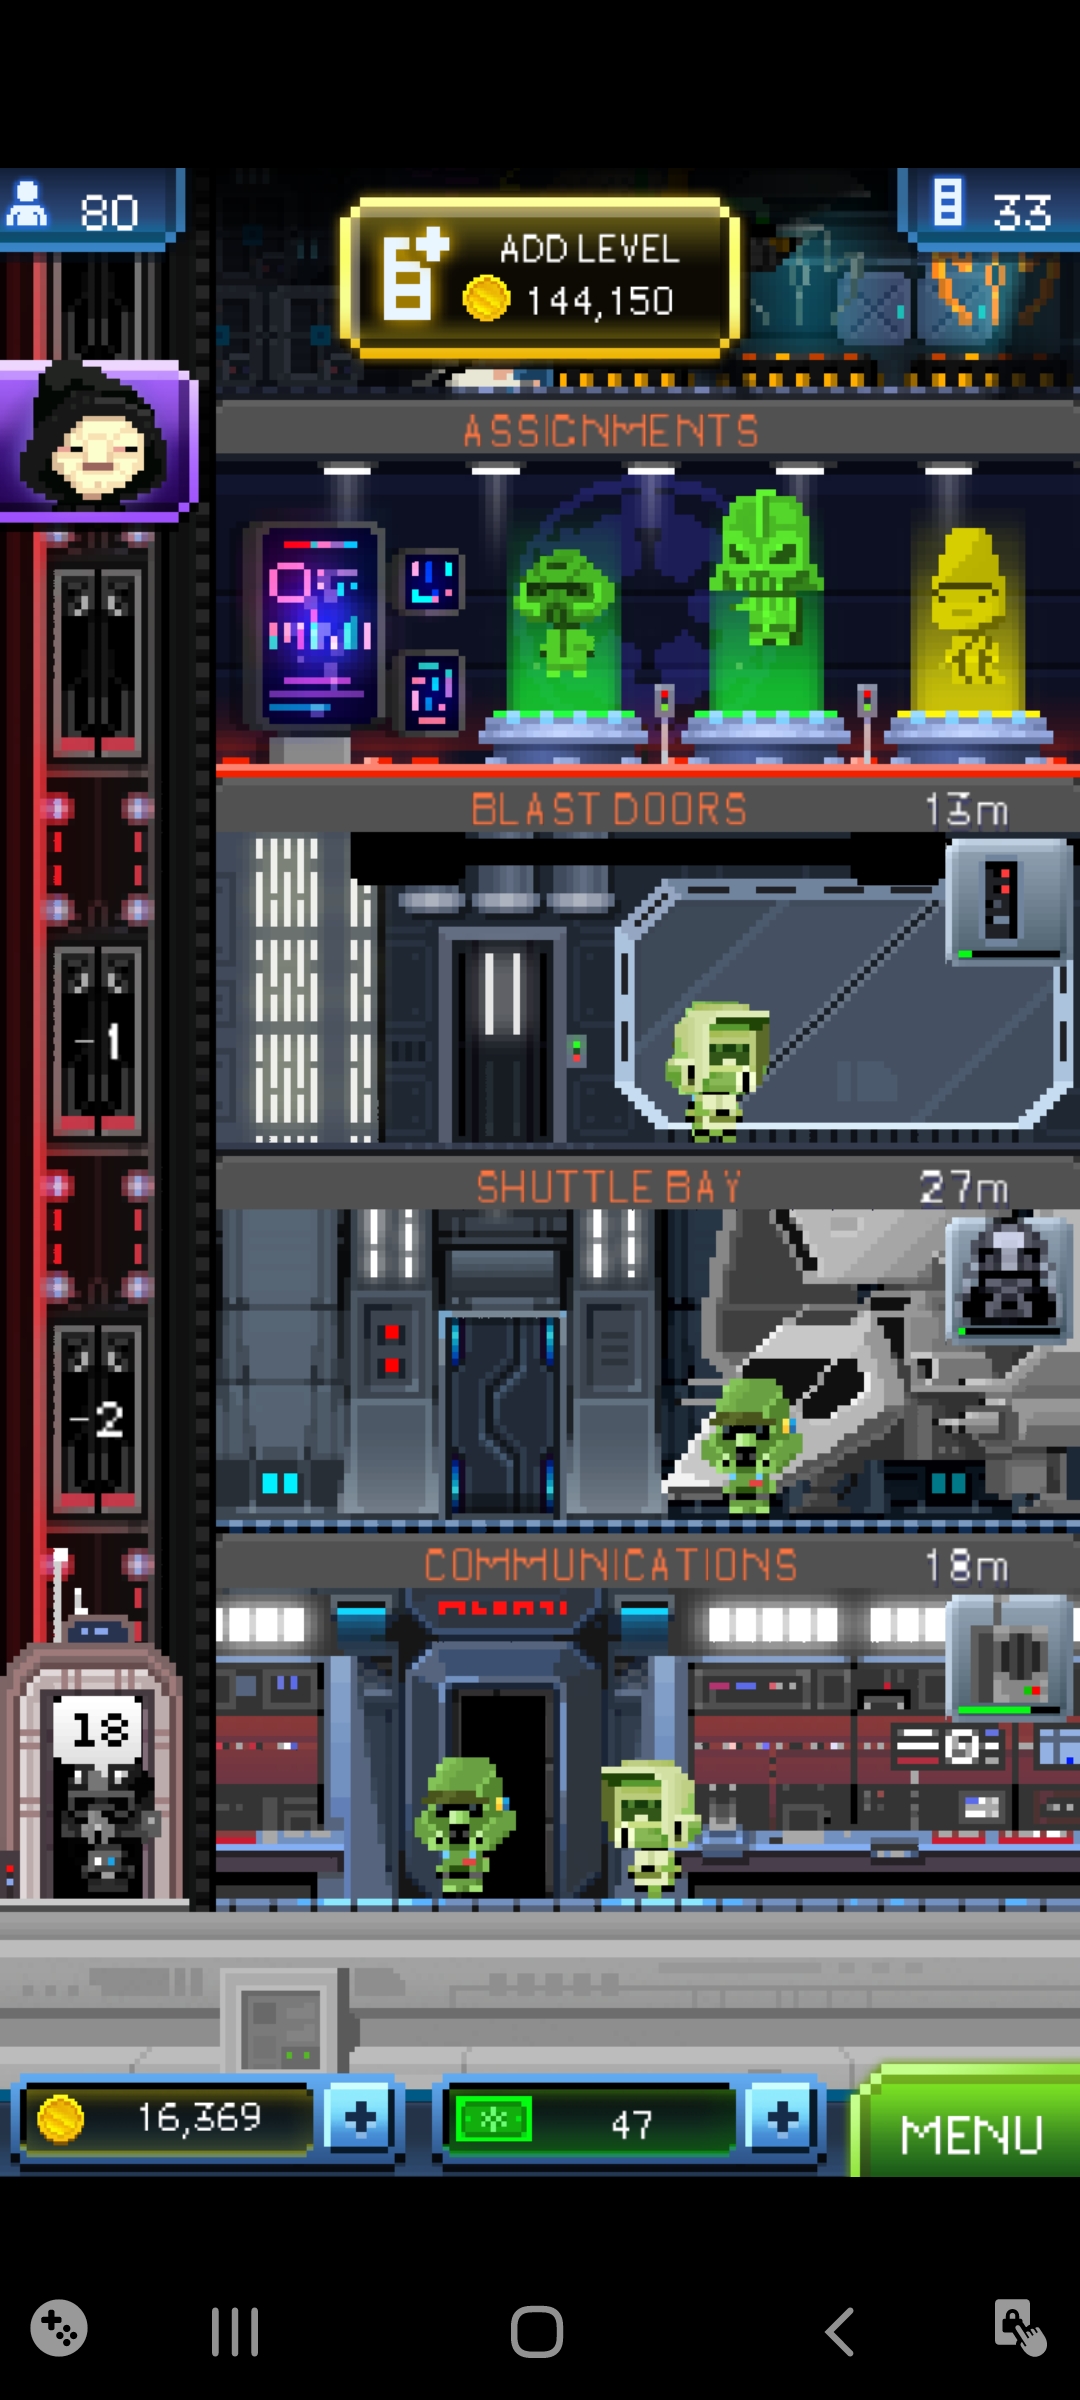 80
33
ADD LEVEL
144,150
ASSIGNMENTS
BLAST DOORS 13m
-1
SHUTTLE BAY 27m
-2
COMMUNICATIONS 18m
L
18
16,369
47
MENU